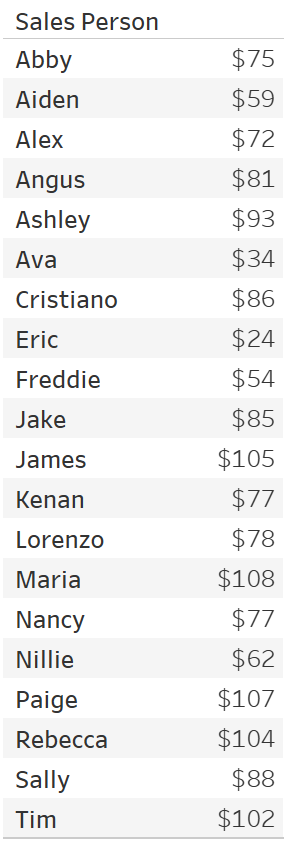 Sales Person
Abby $75
Aiden $59
Alex $72
Angus $81
Ashley $93
Ava $34
Cristiano $86
Eric $24
Freddie $54
Jake $85
James $105
Kenan $77
Lorenzo $78
Maria $108
Nancy $77
Nillie $62
Paige $107
Rebecca $104
Sally $88
Tim $102